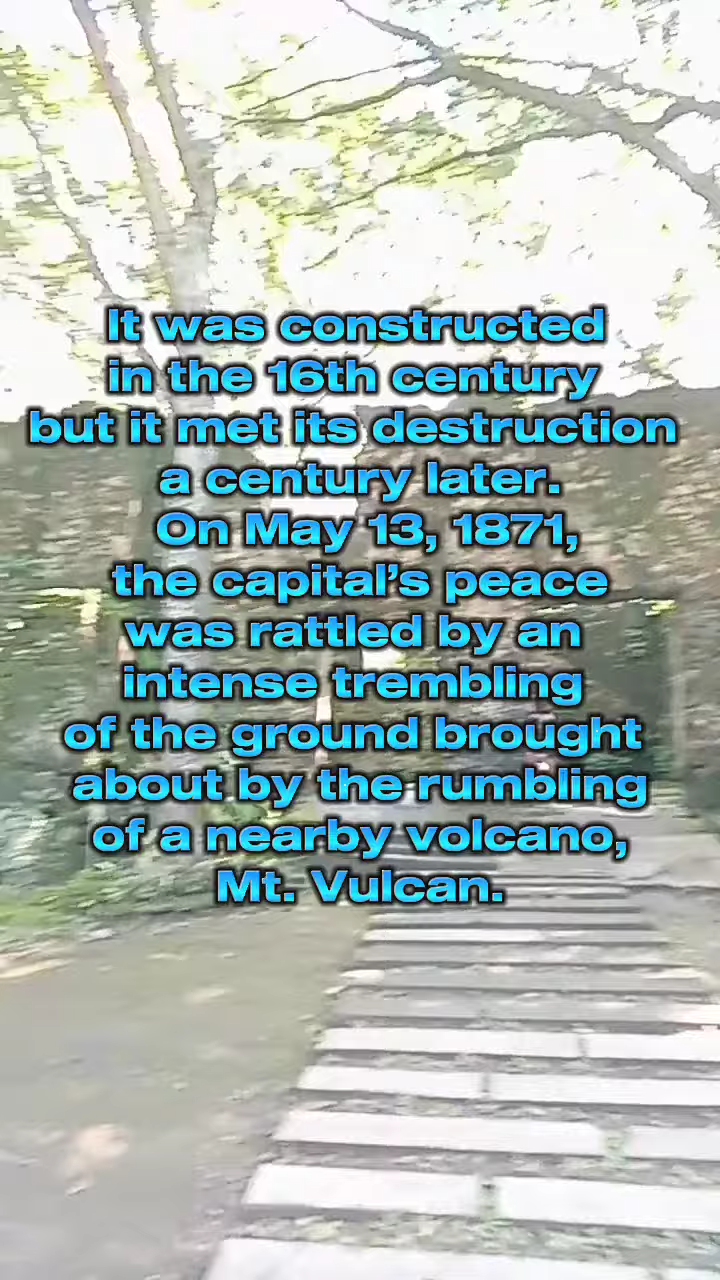 It was constructed
in the 16th century
but it met its destruction
a century later.
On May 13, 1871,
the capital’s peace
was rattled by an
intense trembling
of the ground brought
about by the rumbling
of a nearby volcano,
Mt. Vulcan.